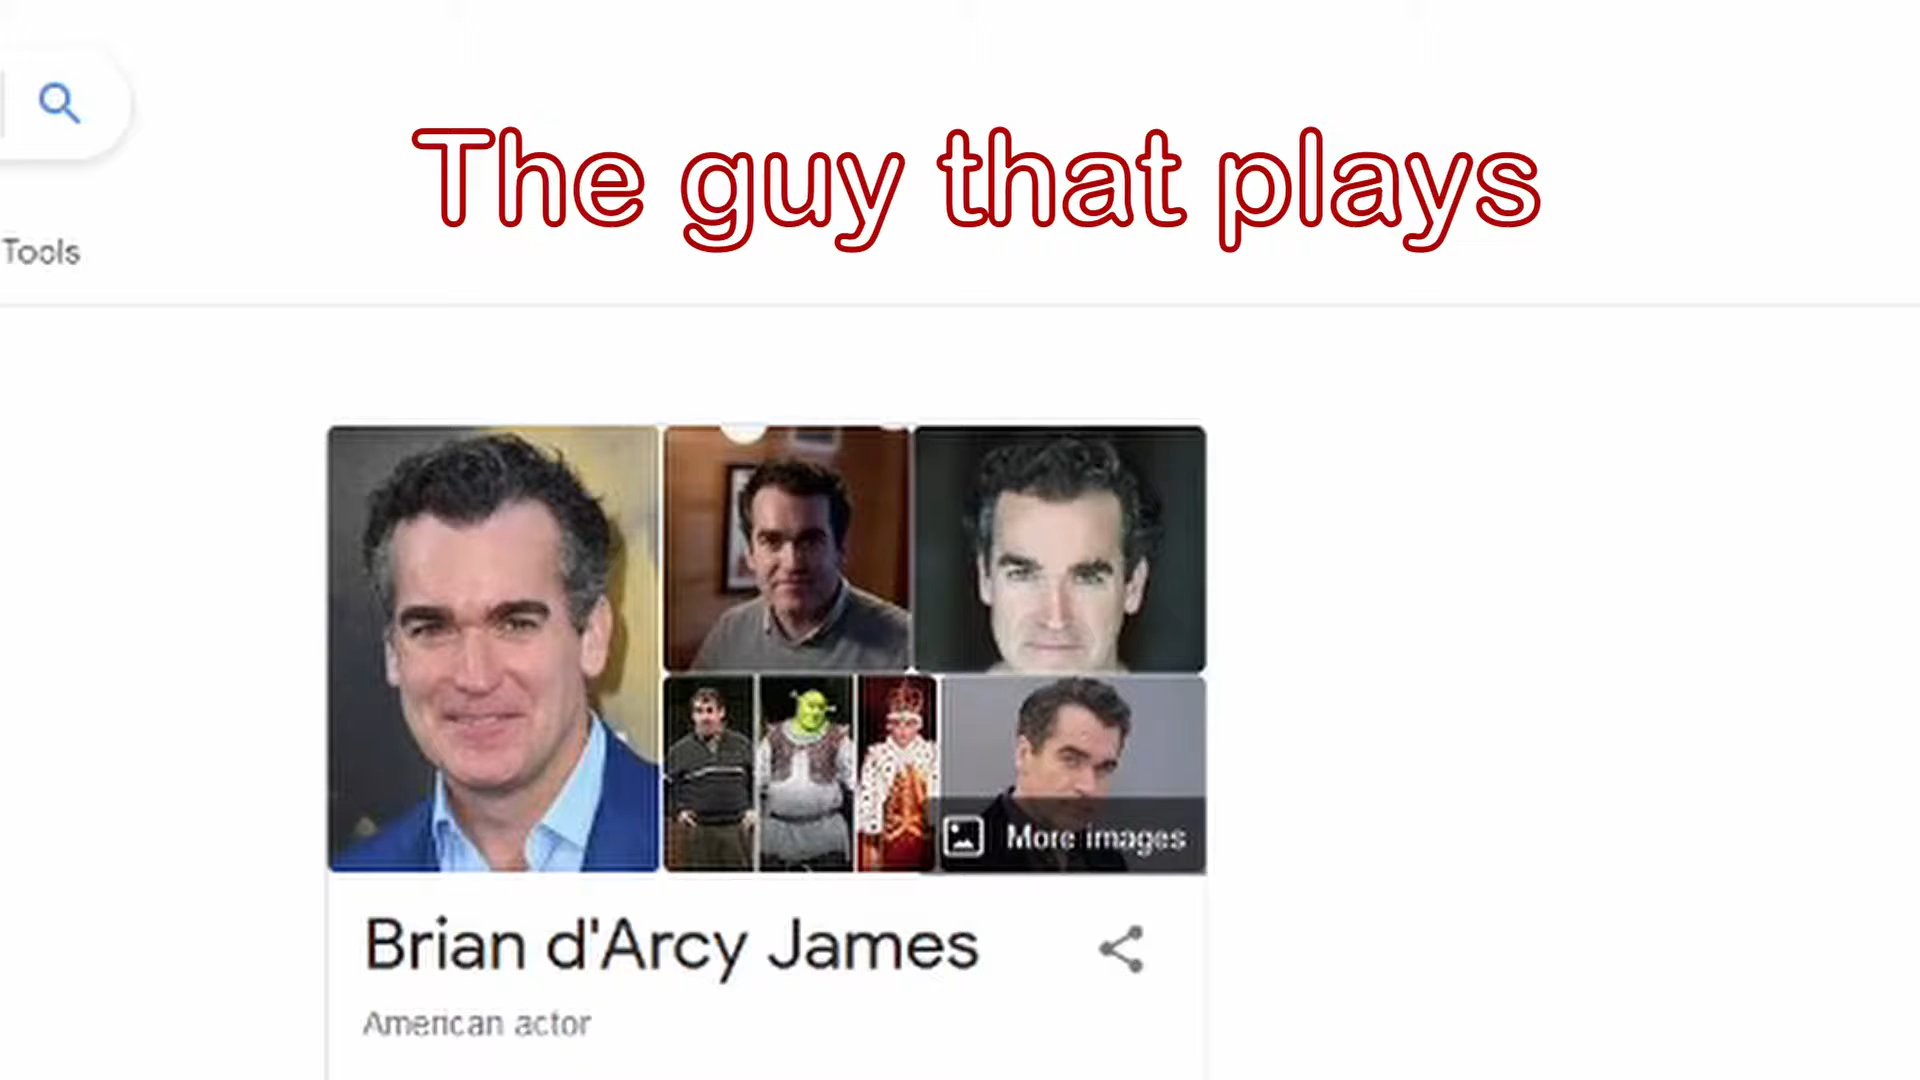 The guy that plays
Tools
More images
Brian d'Arcy James
American actor